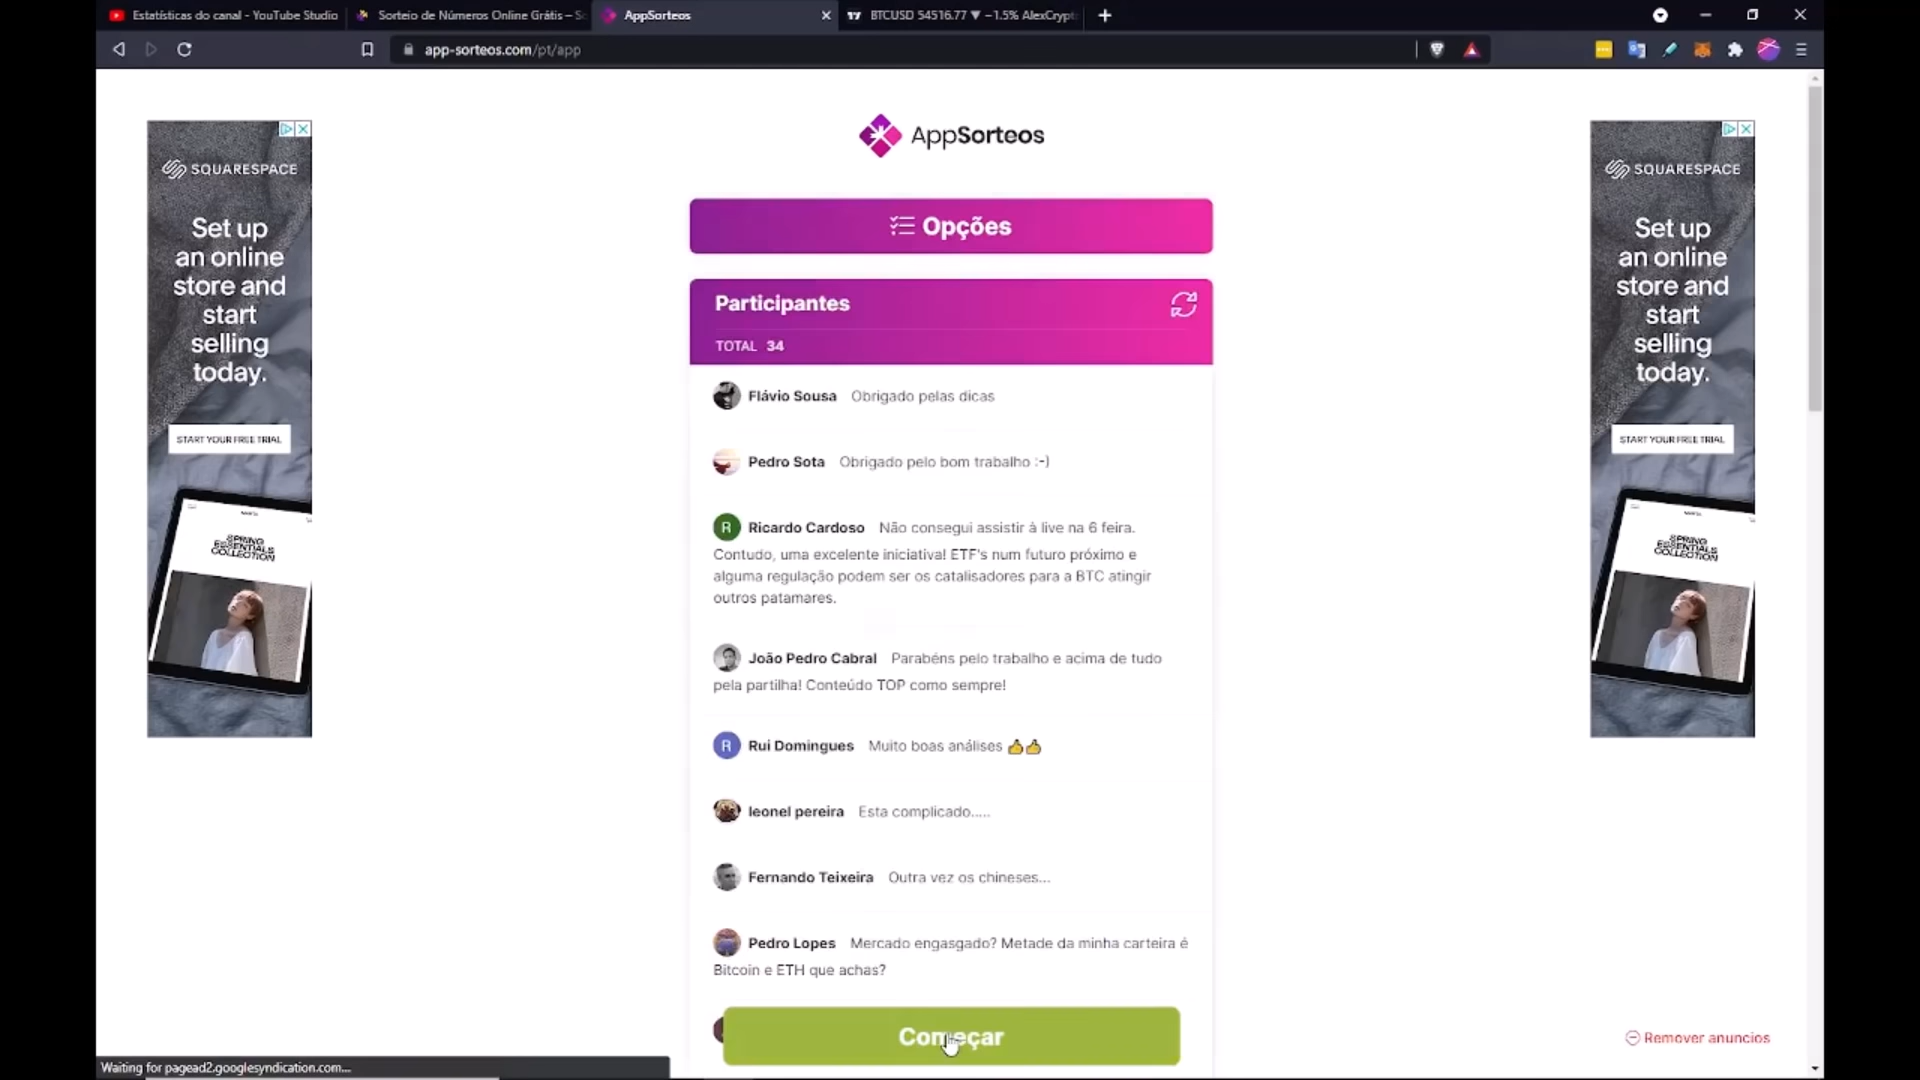 Estatísticas do canal - YouTube Studio
Sorteio de Números Online Grátis – So
AppSorteos
BTCUSD 54516.77 ▼ −1.5% AlexCrypt
app-sorteos.com/pt/app
AppSorteos
SQUARESPACE
Set up
an online
store and
start
selling
today.
START YOUR FREE TRIAL
SPRING
ESSENTIALS
COLLECTION
Opções
Participantes
TOTAL 34
Flávio Sousa Obrigado pelas dicas
Pedro Sota Obrigado pelo bom trabalho :-)
R Ricardo Cardoso Não consegui assistir à live na 6 feira.
Contudo, uma excelente iniciativa! ETF's num futuro próximo e
alguma regulação podem ser os catalisadores para a BTC atingir
outros patamares.
João Pedro Cabral Parabéns pelo trabalho e acima de tudo
pela partilha! Conteúdo TOP como sempre!
R Rui Domingues Muito boas análises 👍👍
leonel pereira Esta complicado.....
Fernando Teixeira Outra vez os chineses...
Pedro Lopes Mercado engasgado? Metade da minha carteira é
Bitcoin e ETH que achas?
Começar
SQUARESPACE
Set up
an online
store and
start
selling
today.
START YOUR FREE TRIAL
SPRING
ESSENTIALS
COLLECTION
Remover anuncios
Waiting for pagead2.googlesyndication.com...